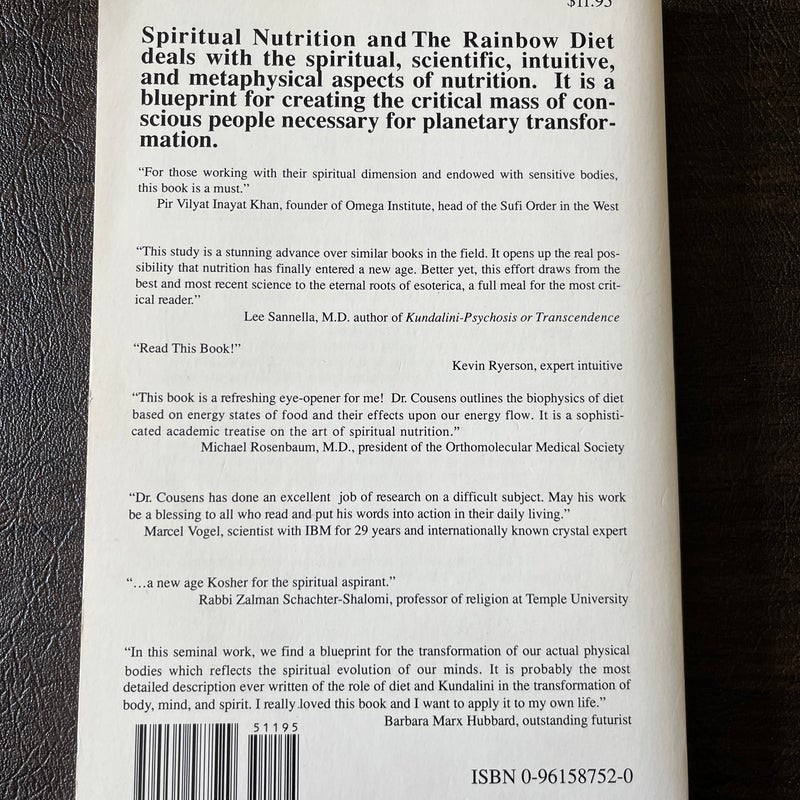 $11.95
Spiritual Nutrition and The Rainbow Diet
deals with the spiritual, scientific, intuitive,
and metaphysical aspects of nutrition. It is a
blueprint for creating the critical mass of con-
scious people necessary for planetary transfor-
mation.
“For those working with their spiritual dimension and endowed with sensitive bodies,
this book is a must.”
Pir Vilyat Inayat Khan, founder of Omega Institute, head of the Sufi Order in the West
“This study is a stunning advance over similar books in the field. It opens up the real pos-
sibility that nutrition has finally entered a new age. Better yet, this effort draws from the
best and most recent science to the eternal roots of esoterica, a full meal for the most crit-
ical reader.”
Lee Sannella, M.D. author of Kundalini-Psychosis or Transcendence
“Read This Book!”
Kevin Ryerson, expert intuitive
“This book is a refreshing eye-opener for me! Dr. Cousens outlines the biophysics of diet
based on energy states of food and their effects upon our energy flow. It is a sophisti-
cated academic treatise on the art of spiritual nutrition.”
Michael Rosenbaum, M.D., president of the Orthomolecular Medical Society
“Dr. Cousens has done an excellent job of research on a difficult subject. May his work
be a blessing to all who read and put his words into action in their daily living.”
Marcel Vogel, scientist with IBM for 29 years and internationally known crystal expert
“…a new age Kosher for the spiritual aspirant.”
Rabbi Zalman Schachter-Shalomi, professor of religion at Temple University
“In this seminal work, we find a blueprint for the transformation of our actual physical
bodies which reflects the spiritual evolution of our minds. It is probably the most
detailed description ever written of the role of diet and Kundalini in the transformation of
body, mind, and spirit. I really loved this book and I want to apply it to my own life.”
Barbara Marx Hubbard, outstanding futurist
51195
ISBN 0-96158752-0